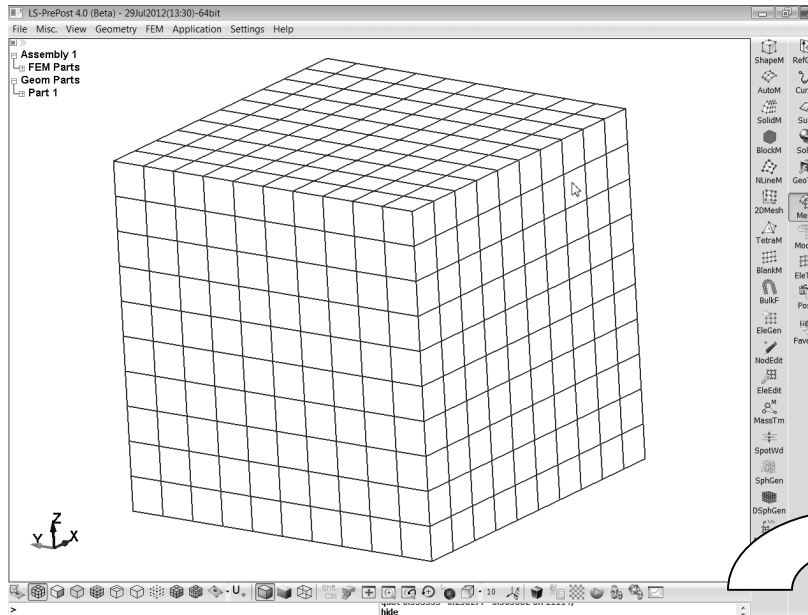 LS-PrePost 4.0 (Beta) - 29Jul2012(13:30)-64bit
File Misc. View Geometry FEM Application Settings Help
Assembly 1
FEM Parts
Geom Parts
Part 1
ShapeM
AutoM
SolidM
BlockM
NLineM
2DMesh
TetraM
BlankM
BulkF
EleGen
NodEdit
EleEdit
MassTm
SpotWd
SphGen
DSphGen
Z
Y X
Shft
Ctrl
10
>
hide